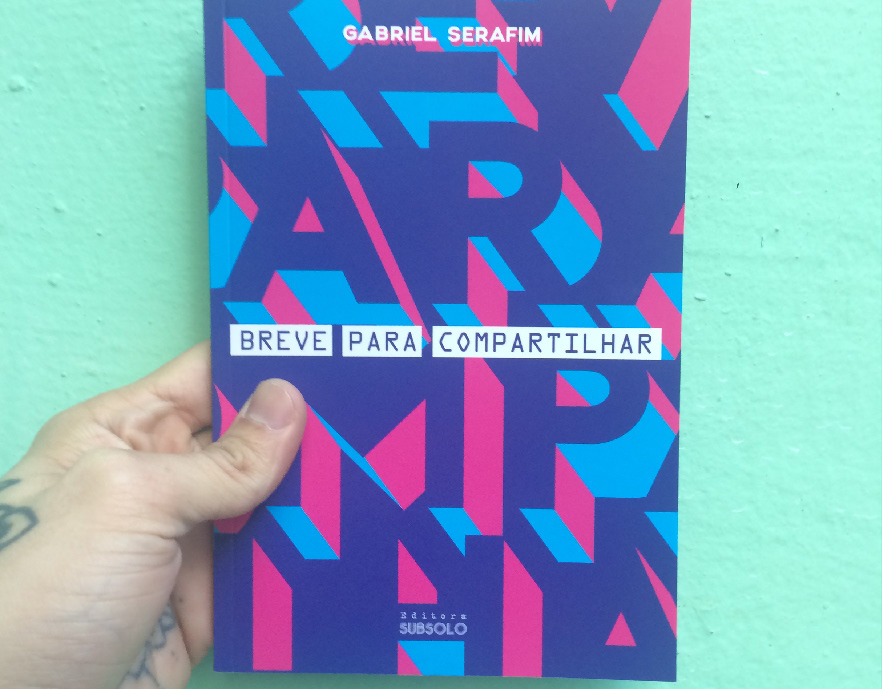 GABRIEL SERAFIM
BREVE PARA COMPARTILHAR
Editora
SUBSOLO